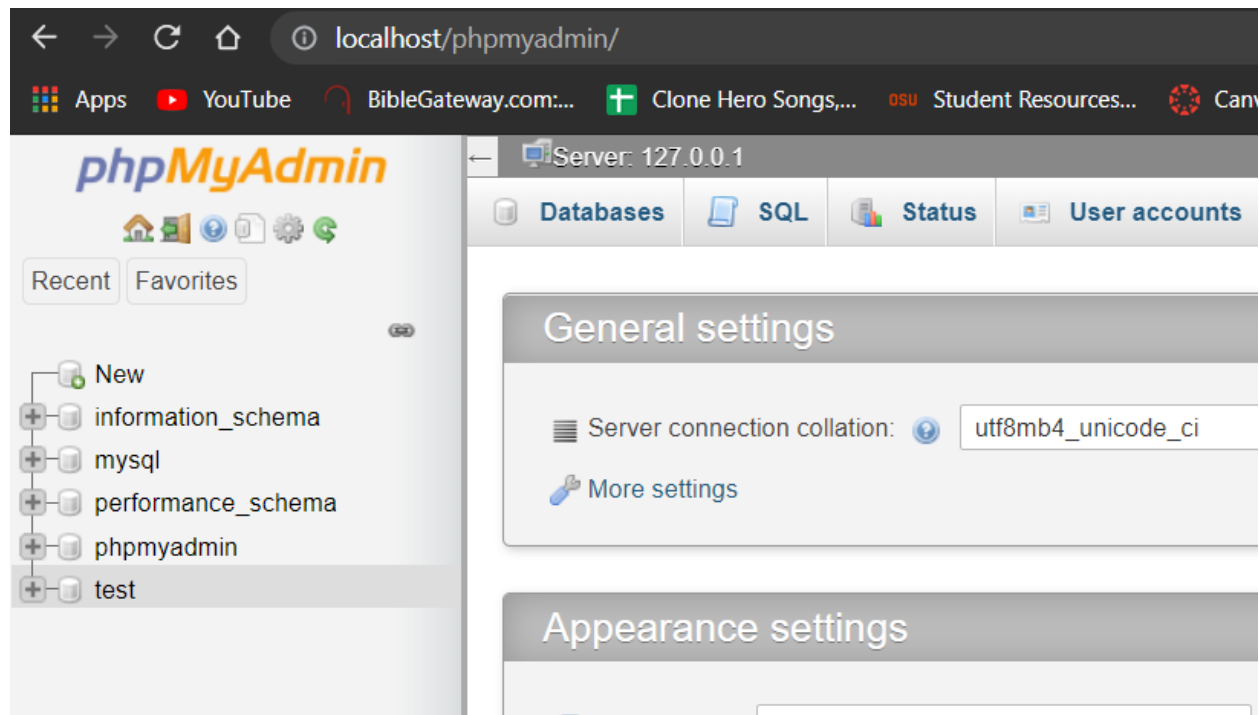 localhost/phpmyadmin/
Apps YouTube BibleGateway.com:... Clone Hero Songs,... OSU Student Resources... Canv
phpMyAdmin
Recent Favorites
New
information_schema
mysql
performance_schema
phpmyadmin
test
Server: 127.0.0.1
Databases SQL Status User accounts
General settings
Server connection collation: utf8mb4_unicode_ci
More settings
Appearance settings